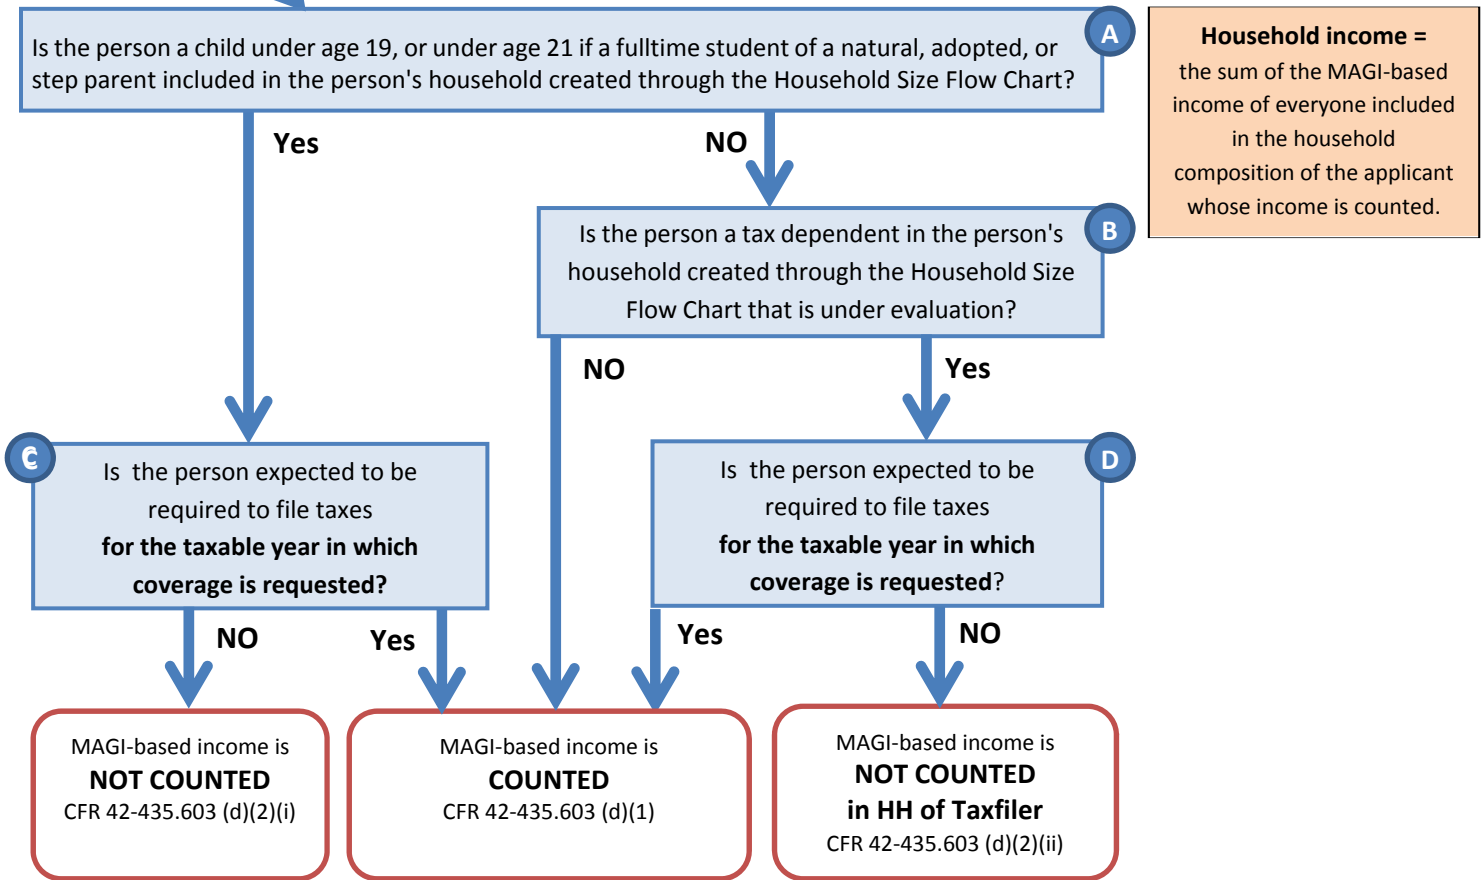 Is the person a child under age 19, or under age 21 if a fulltime student of a natural, adopted, or
step parent included in the person's household created through the Household Size Flow Chart?
A
Household income =
the sum of the MAGI-based
income of everyone included
in the household
composition of the applicant
whose income is counted.
Yes
NO
Is the person a tax dependent in the person's
household created through the Household Size
Flow Chart that is under evaluation?
B
NO
Yes
C
Is the person expected to be
required to file taxes
for the taxable year in which
coverage is requested?
D
Is the person expected to be
required to file taxes
for the taxable year in which
coverage is requested?
NO
Yes
Yes
NO
MAGI-based income is
NOT COUNTED
CFR 42-435.603 (d)(2)(i)
MAGI-based income is
COUNTED
CFR 42-435.603 (d)(1)
MAGI-based income is
NOT COUNTED
in HH of Taxfiler
CFR 42-435.603 (d)(2)(ii)